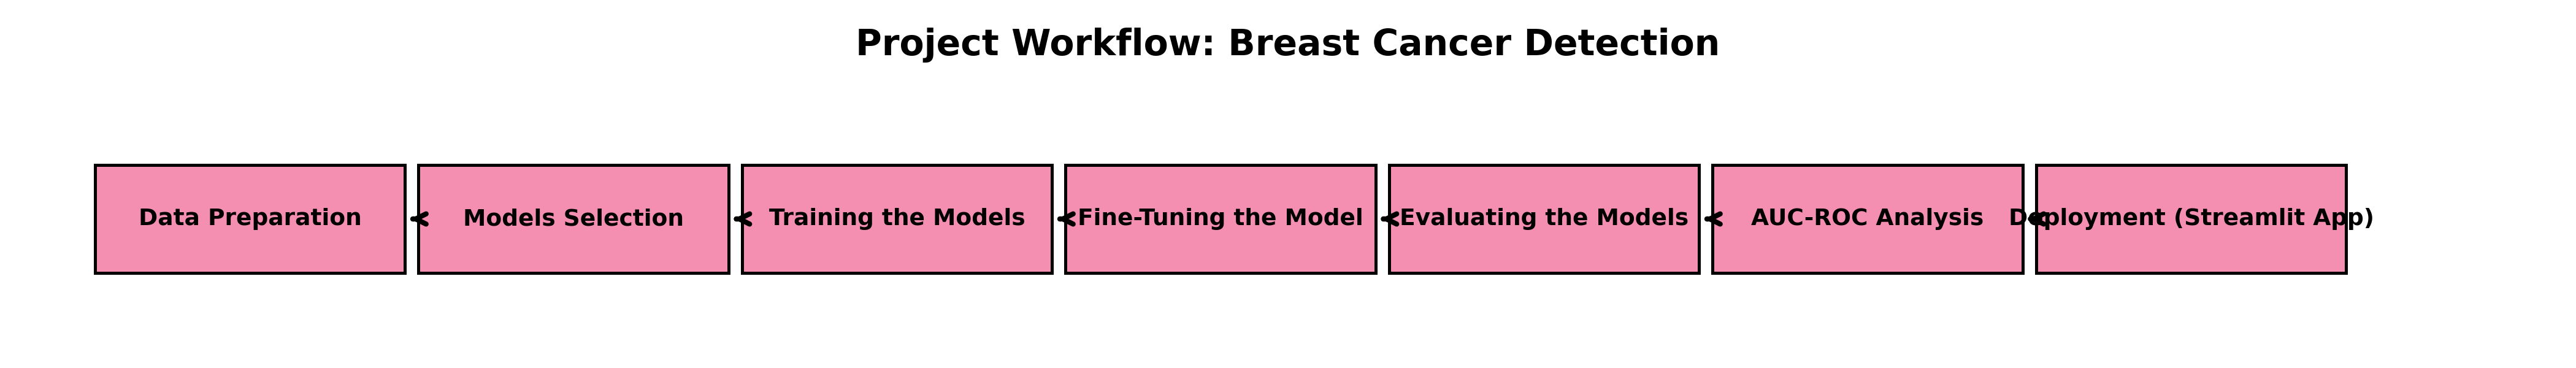 Project Workflow: Breast Cancer Detection
Data Preparation
Models Selection
Training the Models
Fine-Tuning the Model
Evaluating the Models
AUC-ROC Analysis
Deployment (Streamlit App)